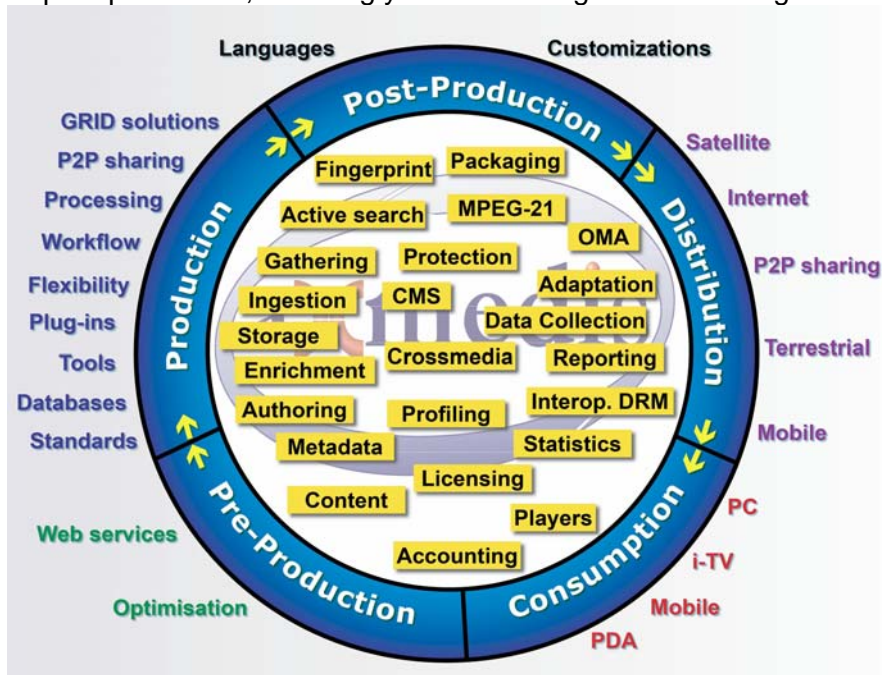 Languages
Customizations
Post-Production
GRID solutions
P2P sharing
Processing
Workflow
Flexibility
Plug-ins
Tools
Databases
Standards
Production
Satellite
Internet
P2P sharing
Terrestrial
Mobile
Distribution
Fingerprint
Packaging
Active search
MPEG-21
OMA
Gathering
Protection
Adaptation
Ingestion
CMS
Data Collection
Storage
Crossmedia
Reporting
Enrichment
Interop. DRM
Authoring
Profiling
Statistics
Metadata
Licensing
Content
Players
Accounting
Pre-Production
Web services
Optimisation
Consumption
PC
i-TV
Mobile
PDA